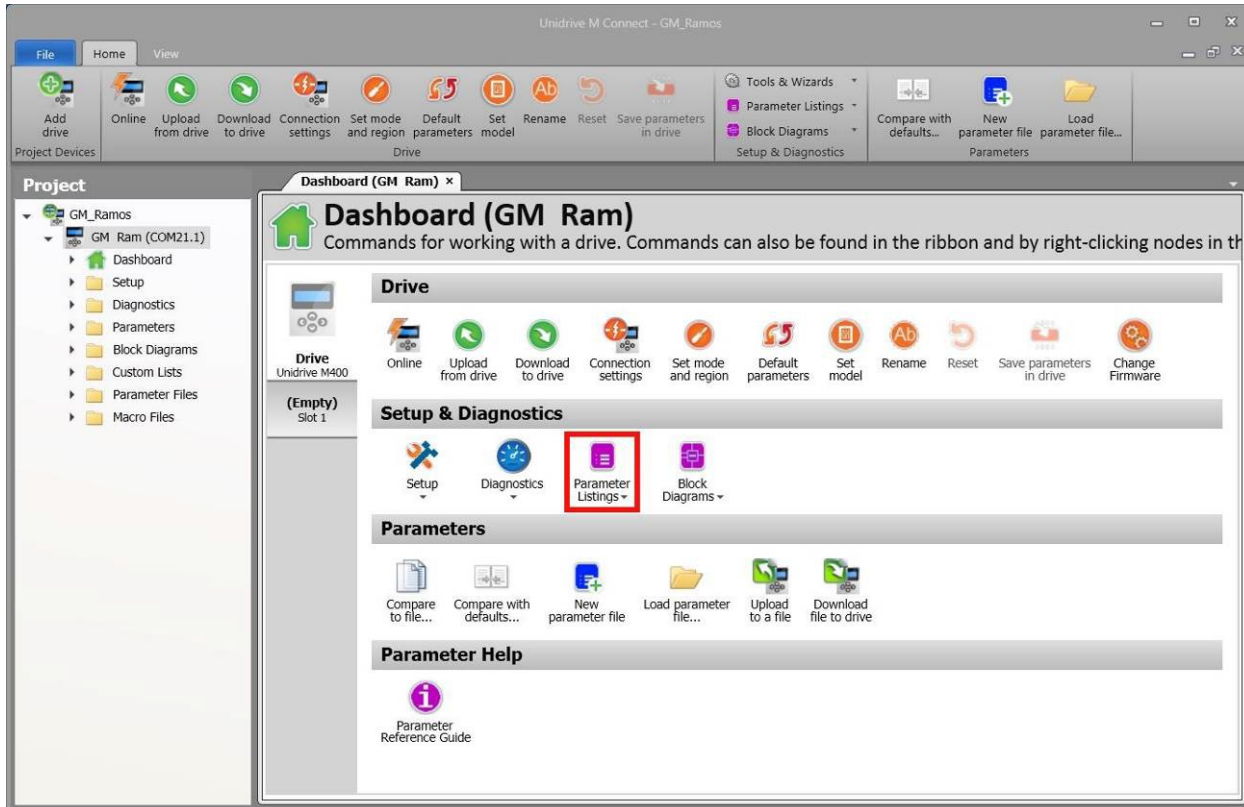 Unidrive M Connect - GM_Ramos
File Home View
Add drive
Online
Upload from drive
Download to drive
Connection settings
Set mode and region
Default parameters
Set model
Rename
Reset
Save parameters in drive
Tools & Wizards
Parameter Listings
Block Diagrams
Compare with defaults...
New parameter file
Load parameter file...
Project Devices
Drive
Setup & Diagnostics
Parameters
Project
GM_Ramos
GM Ram (COM21.1)
Dashboard
Setup
Diagnostics
Parameters
Block Diagrams
Custom Lists
Parameter Files
Macro Files
Dashboard (GM Ram) ×
Dashboard (GM Ram)
Commands for working with a drive. Commands can also be found in the ribbon and by right-clicking nodes in th
Drive
Unidrive M400
(Empty)
Slot 1
Drive
Online
Upload from drive
Download to drive
Connection settings
Set mode and region
Default parameters
Set model
Rename
Reset
Save parameters in drive
Change Firmware
Setup & Diagnostics
Setup
Diagnostics
Parameter Listings
Block Diagrams
Parameters
Compare to file...
Compare with defaults...
New parameter file
Load parameter file...
Upload to a file
Download file to drive
Parameter Help
Parameter Reference Guide